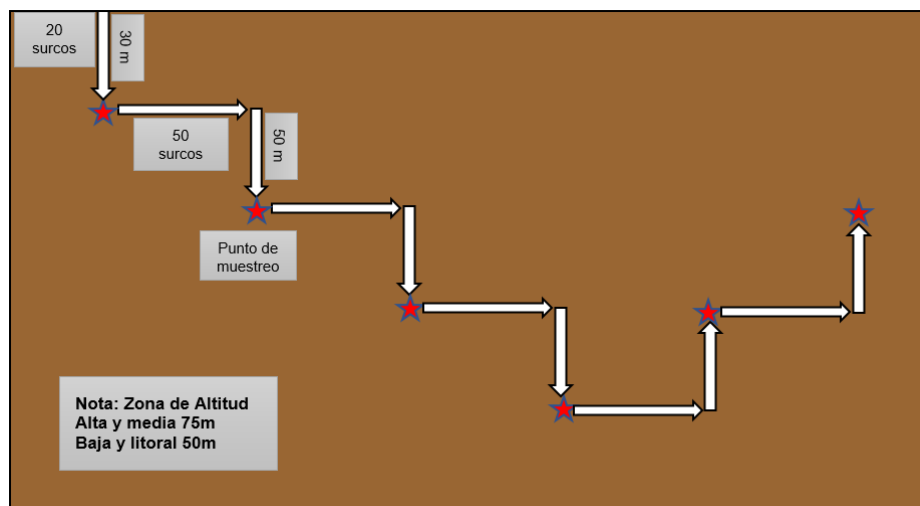 20
surcos
30 m
50
surcos
50 m
Punto de
muestreo
Nota: Zona de Altitud
Alta y media 75m
Baja y litoral 50m